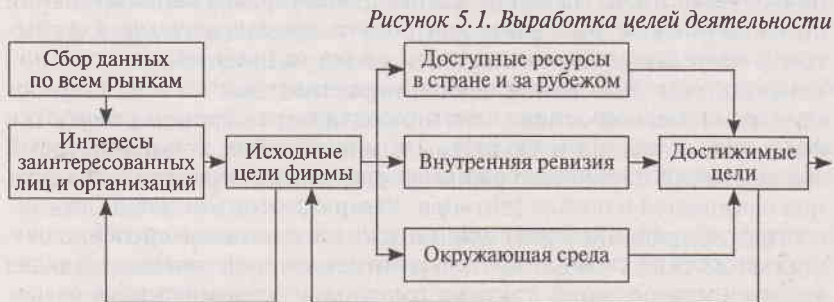 Рисунок 5.1. Выработка целей деятельности
Сбор данных
по всем рынкам
Доступные ресурсы
в стране и за рубежом
Интересы
заинтересованных
лиц и организаций
Исходные
цели фирмы
Внутренняя ревизия
Достижимые
цели
Окружающая среда